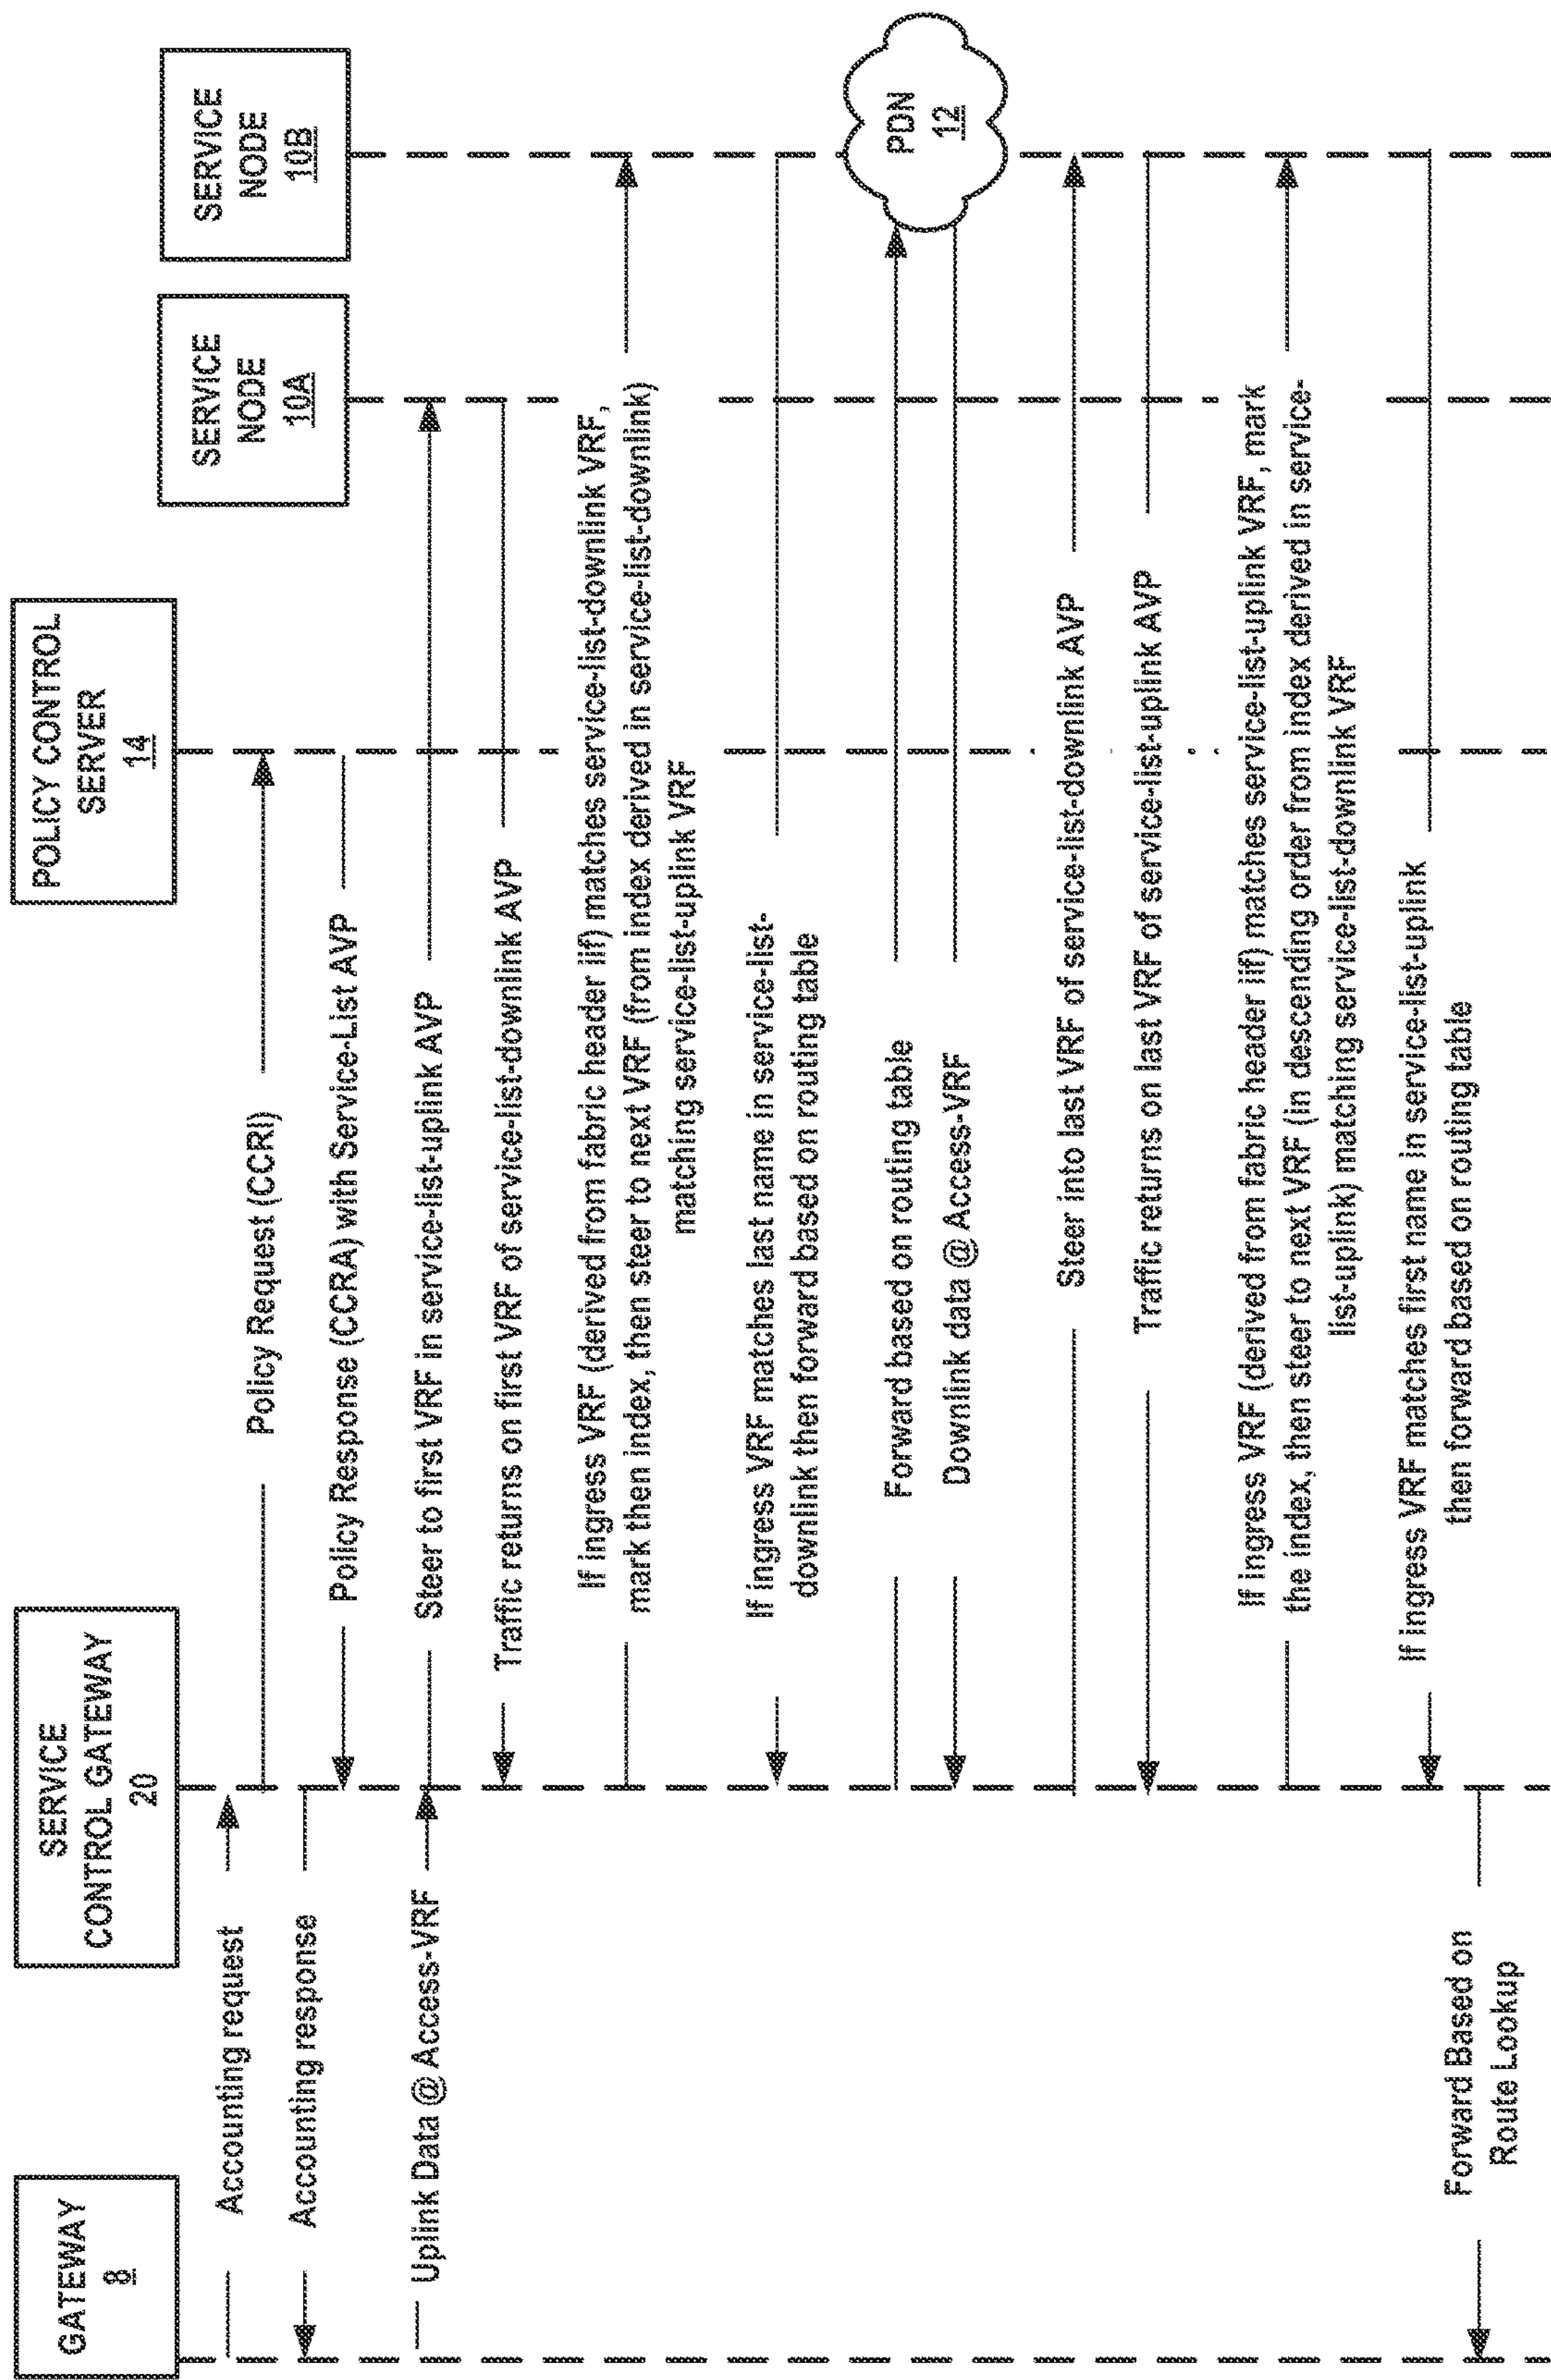 GATEWAY
8
SERVICE
CONTROL GATEWAY
20
POLICY CONTROL
SERVER
14
SERVICE
NODE
10A
SERVICE
NODE
10B
Accounting request
Policy Request (CCRI)
Accounting response
Policy Response (CCRA) with Service-List AVP
Uplink Data @ Access-VRF
Steer to first VRF in service-list-uplink AVP
Traffic returns on first VRF of service-list-downlink AVP
If ingress VRF (derived from fabric header iif) matches service-list-downlink VRF,
mark then index, then steer to next VRF (from index derived in service-list-downlink)
matching service-list-uplink VRF
If ingress VRF matches last name in service-list-
downlink then forward based on routing table
PDN
12
Forward based on routing table
Downlink data @ Access-VRF
Steer into last VRF of service-list-downlink AVP
Traffic returns on last VRF of service-list-uplink AVP
If ingress VRF (derived from fabric header iif) matches service-list-uplink VRF, mark
the index, then steer to next VRF (in descending order from index derived in service-
list-uplink) matching service-list-downlink VRF
If ingress VRF matches first name in service-list-uplink
then forward based on routing table
Forward Based on
Route Lookup